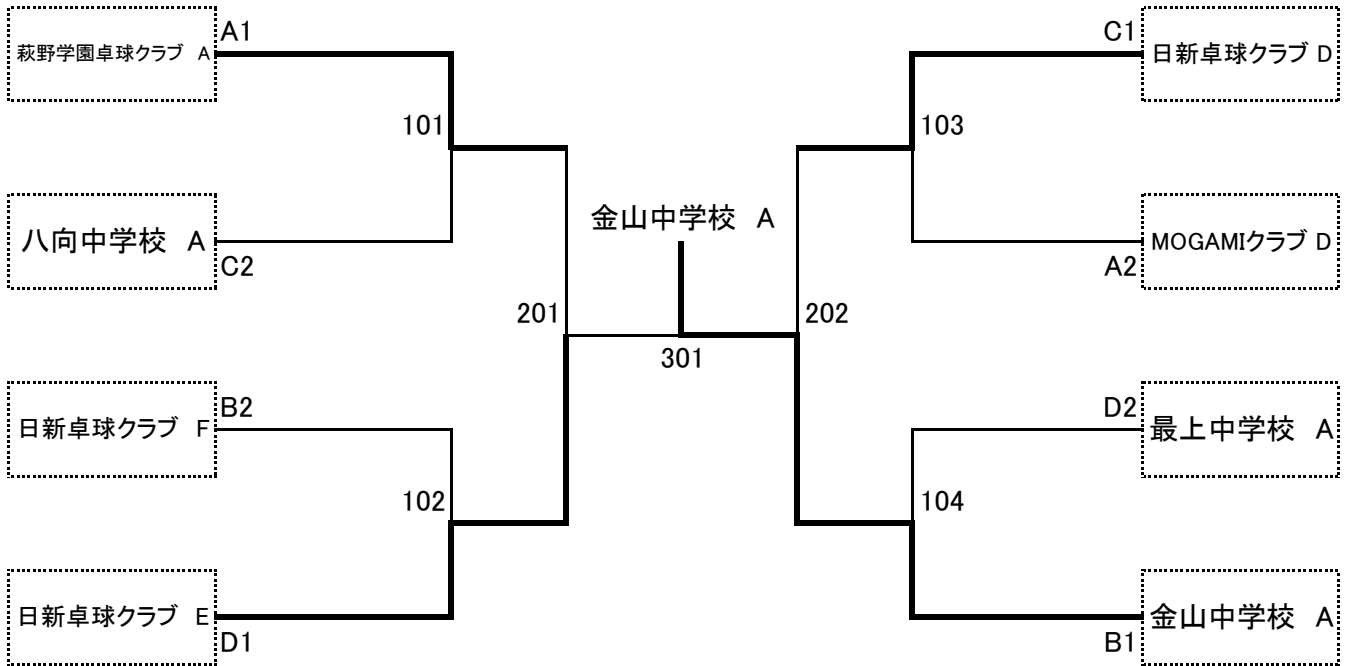 A1
萩野学園卓球クラブ A
C1
日新卓球クラブ D
101
103
八向中学校 A
C2
金山中学校 A
MOGAMIクラブ D
A2
201
202
301
B2
日新卓球クラブ F
D2
最上中学校 A
102
104
日新卓球クラブ E
D1
金山中学校 A
B1